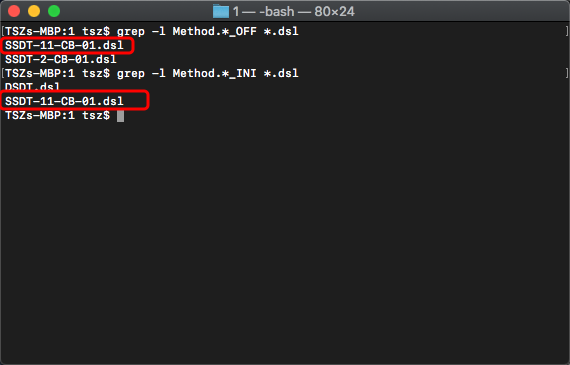 1 — -bash — 80×24
[TSZs-MBP:1 tsz$ grep -l Method.*_OFF *.dsl ]
SSDT-11-CB-01.dsl
SSDT-2-CB-01.dsl
[TSZs-MBP:1 tsz$ grep -l Method.*_INI *.dsl ]
DSDT.dsl
SSDT-11-CB-01.dsl
TSZs-MBP:1 tsz$